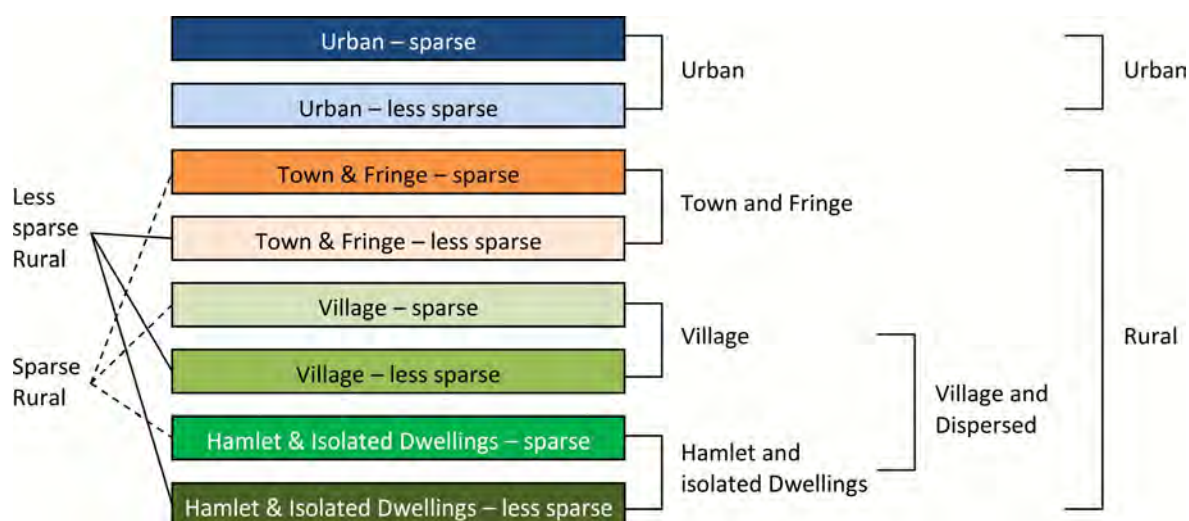 Urban – sparse
Urban
Urban
Urban – less sparse
Town & Fringe – sparse
Less
sparse
Rural
Town and Fringe
Town & Fringe – less sparse
Village – sparse
Village
Rural
Sparse
Rural
Village – less sparse
Village and
Dispersed
Hamlet & Isolated Dwellings – sparse
Hamlet and
isolated Dwellings
Hamlet & Isolated Dwellings – less sparse